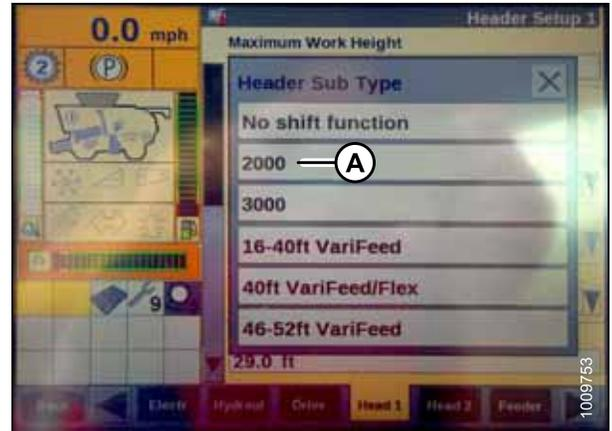 0.0 mph
Header Setup 1
Maximum Work Height
2
(P)
Header Sub Type
No shift function
2000
A
3000
16-40ft VariFeed
40ft VariFeed/Flex
46-52ft VariFeed
9
29.0 ft
Back Electr Hydraul Drive Head 1 Head 2 Feeder
1009753